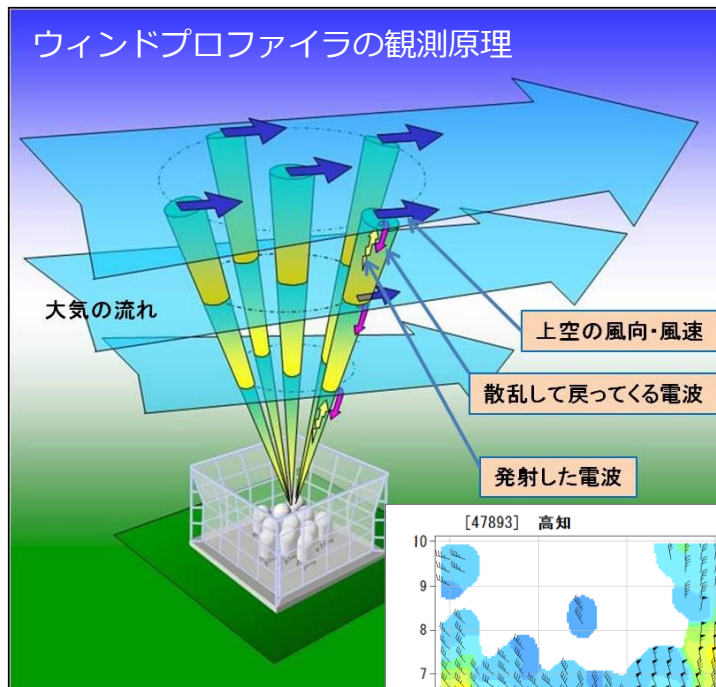 ウィンドプロファイラの観測原理
大気の流れ
上空の風向・風速
散乱して戻ってくる電波
発射した電波
[47893] 高知
10
9
8
7